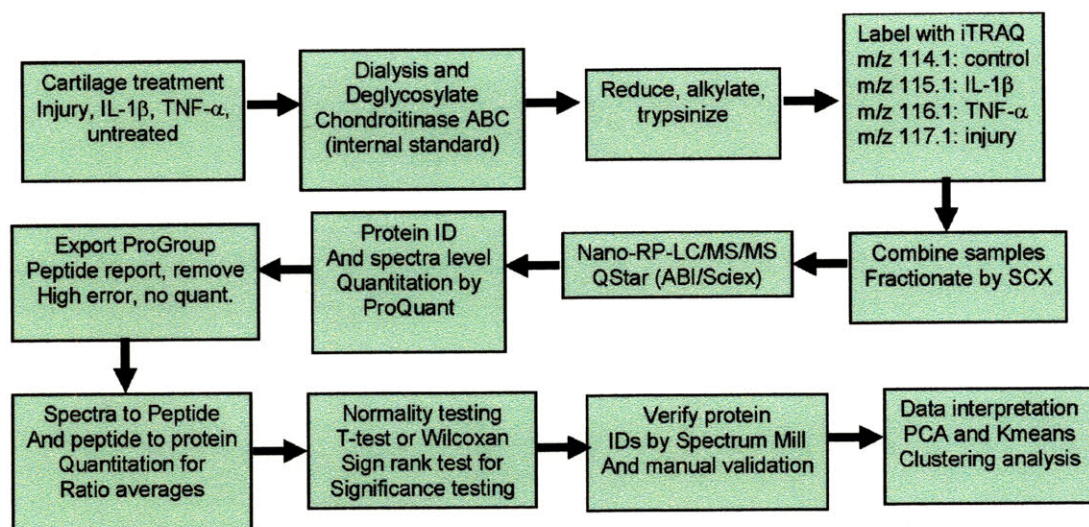 Cartilage treatment
Injury, IL-1β, TNF-α,
untreated
Dialysis and
Deglycosylate
Chondroitinase ABC
(internal standard)
Reduce, alkylate,
trypsinize
Label with iTRAQ
m/z 114.1: control
m/z 115.1: IL-1β
m/z 116.1: TNF-α
m/z 117.1: injury
Combine samples
Fractionate by SCX
Nano-RP-LC/MS/MS
QStar (ABI/Sciex)
Protein ID
And spectra level
Quantitation by
ProQuant
Export ProGroup
Peptide report, remove
High error, no quant.
Spectra to Peptide
And peptide to protein
Quantitation for
Ratio averages
Normality testing
T-test or Wilcoxan
Sign rank test for
Significance testing
Verify protein
IDs by Spectrum Mill
And manual validation
Data interpretation
PCA and Kmeans
Clustering analysis